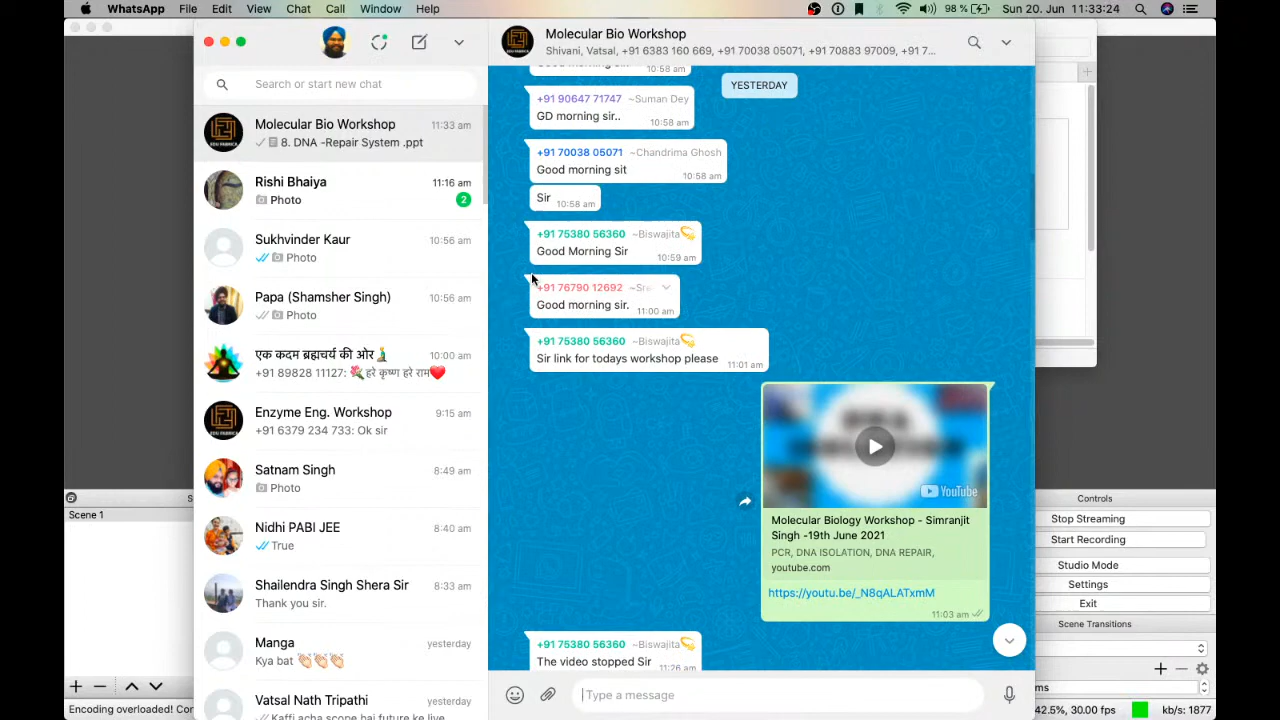 WhatsApp File Edit View Chat Call Window Help 98 % Sun 20. Jun 11:33:24
Search or start new chat
Molecular Bio Workshop 11:33 am
8. DNA -Repair System .ppt
Rishi Bhaiya 11:16 am
Photo 2
Sukhvinder Kaur 10:56 am
Photo
Papa (Shamsher Singh) 10:56 am
Photo
एक कदम ब्रह्मचर्य की ओर🧘‍♂️ 10:00 am
+91 89828 11127: 💐हरे कृष्ण हरे राम❤️
Enzyme Eng. Workshop 9:15 am
+91 6379 234 733: Ok sir
Satnam Singh 8:49 am
Photo
Nidhi PABI JEE 8:40 am
True
Shailendra Singh Shera Sir 8:33 am
Thank you sir.
Manga yesterday
Kya bat 👏🏻👏🏻👏🏻
Vatsal Nath Tripathi yesterday
Kaffi acha scope hai future ke level
Molecular Bio Workshop
Shivani, Vatsal, +91 6383 160 669, +91 70038 05071, +91 70883 97009, +91 7...
10:58 am
YESTERDAY
+91 90647 71747 ~Suman Dey
GD morning sir..
10:58 am
+91 70038 05071 ~Chandrima Ghosh
Good morning sit
10:58 am
Sir 10:58 am
+91 75380 56360 ~Biswajita💫
Good Morning Sir
10:59 am
+91 76790 12692
Good morning sir.
11:00 am
+91 75380 56360 ~Biswajita💫
Sir link for todays workshop please
11:01 am
YouTube
Molecular Biology Workshop - Simranjit
Singh -19th June 2021
PCR, DNA ISOLATION, DNA REPAIR,
youtube.com
https://youtu.be/_N8qALATxmM
11:03 am
+91 75380 56360 ~Biswajita💫
The video stopped Sir
11:26 am
Type a message
Scene 1
Encoding overloaded!
Controls
Stop Streaming
Start Recording
Studio Mode
Settings
Exit
Scene Transitions
ms
42.5%, 30.00 fps kb/s: 1877